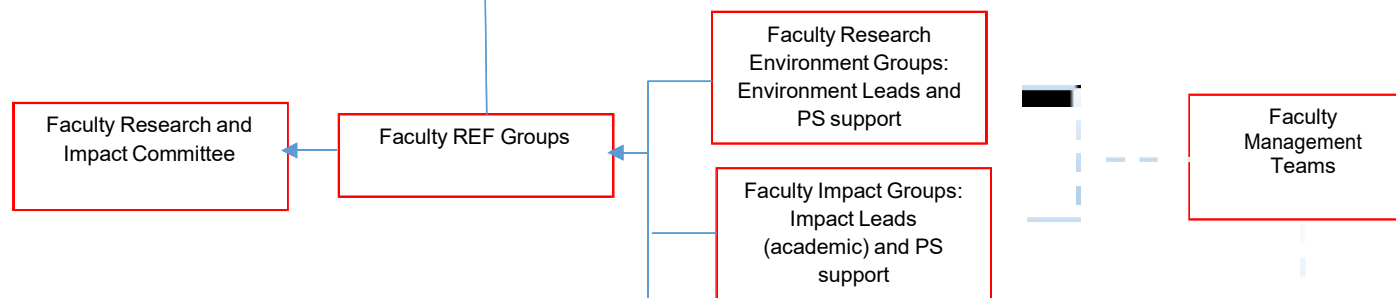 Faculty Research and
Impact Committee
Faculty REF Groups
Faculty Research
Environment Groups:
Environment Leads and
PS support
Faculty Impact Groups:
Impact Leads
(academic) and PS
support
Faculty
Management
Teams